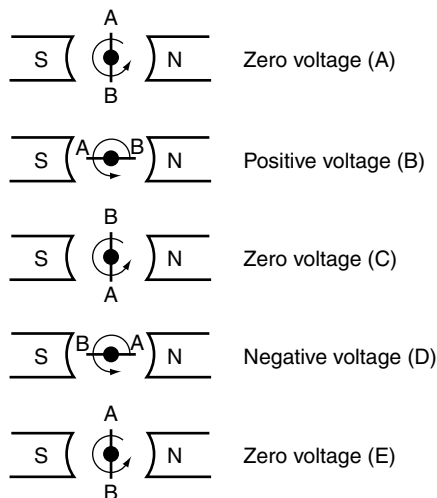 A
S N Zero voltage (A)
B
S A B N Positive voltage (B)
B
S N Zero voltage (C)
A
S B A N Negative voltage (D)
A
S N Zero voltage (E)
B